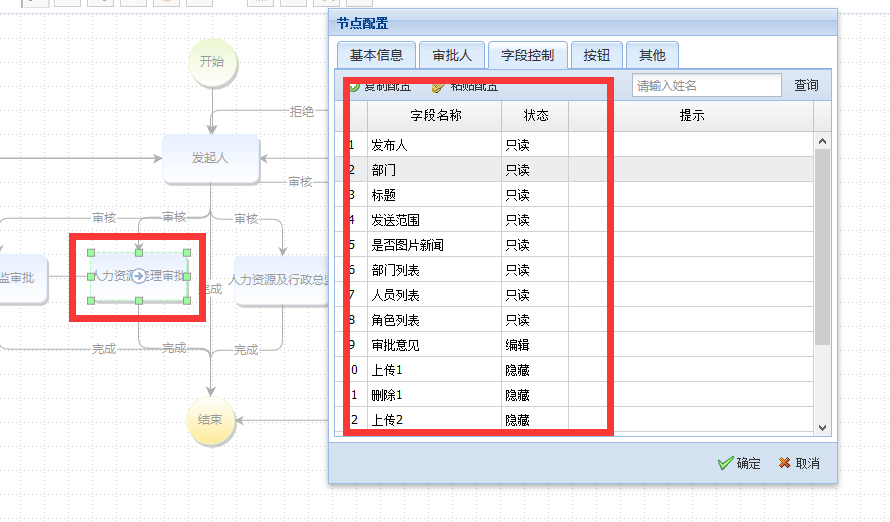 开始
拒绝
发起人
审核
审核
审核
审核
监审批
人力资源经理审批
人力资源及行政总监
完成
完成
完成
完成
结束
节点配置
基本信息 审批人 字段控制 按钮 其他
复制配置 粘贴配置 请输入姓名 查询
字段名称 状态 提示
1 发布人 只读
2 部门 只读
3 标题 只读
4 发送范围 只读
5 是否图片新闻 只读
6 部门列表 只读
7 人员列表 只读
8 角色列表 只读
9 审批意见 编辑
0 上传1 隐藏
1 删除1 隐藏
2 上传2 隐藏
确定 取消